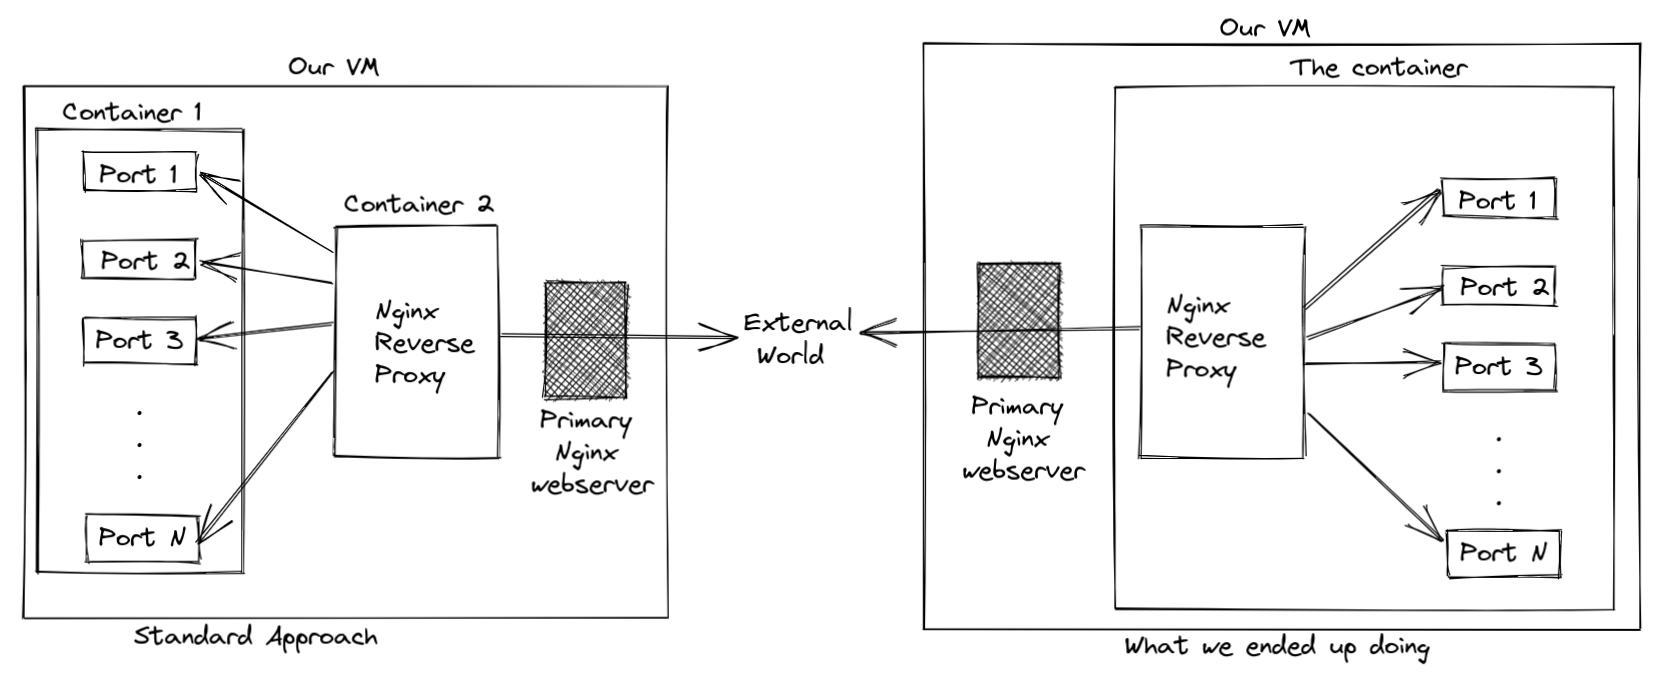 Our VM
Container 1
Port 1
Port 2
Port 3
.
.
.
Port N
Container 2
Nginx
Reverse
Proxy
Primary
Nginx
webserver
Standard Approach
External
World
Our VM
The container
Primary
Nginx
webserver
Nginx
Reverse
Proxy
Port 1
Port 2
Port 3
.
.
.
Port N
What we ended up doing